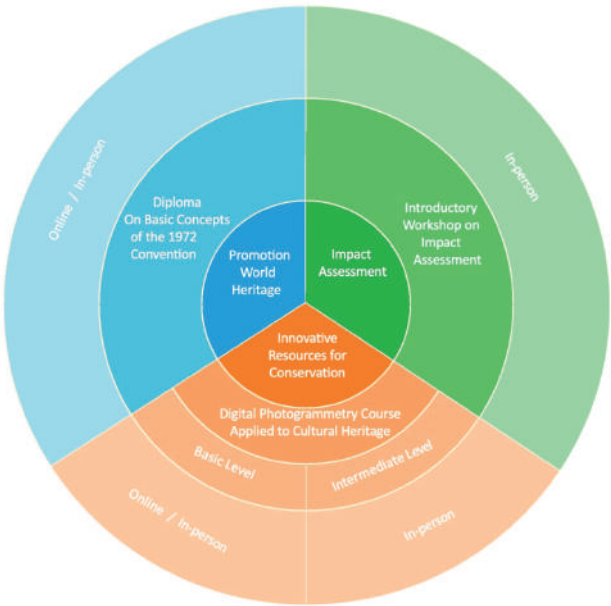 Online / In-person
Diploma
On Basic Concepts
of the 1972
Convention
Promotion
World
Heritage
Impact
Assessment
Introductory
Workshop on
Impact
Assessment
In-person
Innovative
Resources for
Conservation
Digital Photogrammetry Course
Applied to Cultural Heritage
Basic Level
Intermediate Level
Online / In-person
In-person